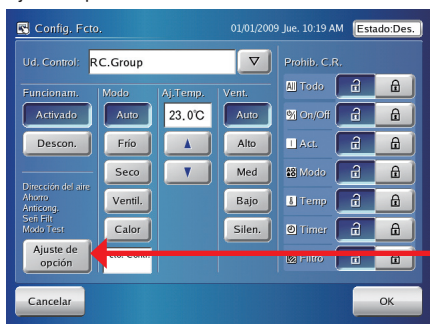 Config. Fcto.
01/01/2009 Jue. 10:19 AM
Estado:Des.
Ud. Control:
RC.Group
Prohib. C.R.
Funcionam.
Modo
Aj.Temp.
Vent.
All Todo
Activado
Auto
23,0℃
Auto
On/Off
Descon.
Frío
Alto
Act.
Seco
Med
Modo
Dirección del aire
Ahorro
Anticong.
Señ Filt
Modo Test
Ventil.
Bajo
Temp
Calor
Silen.
Timer
Ajuste de
opción
Filtro
Cancelar
OK